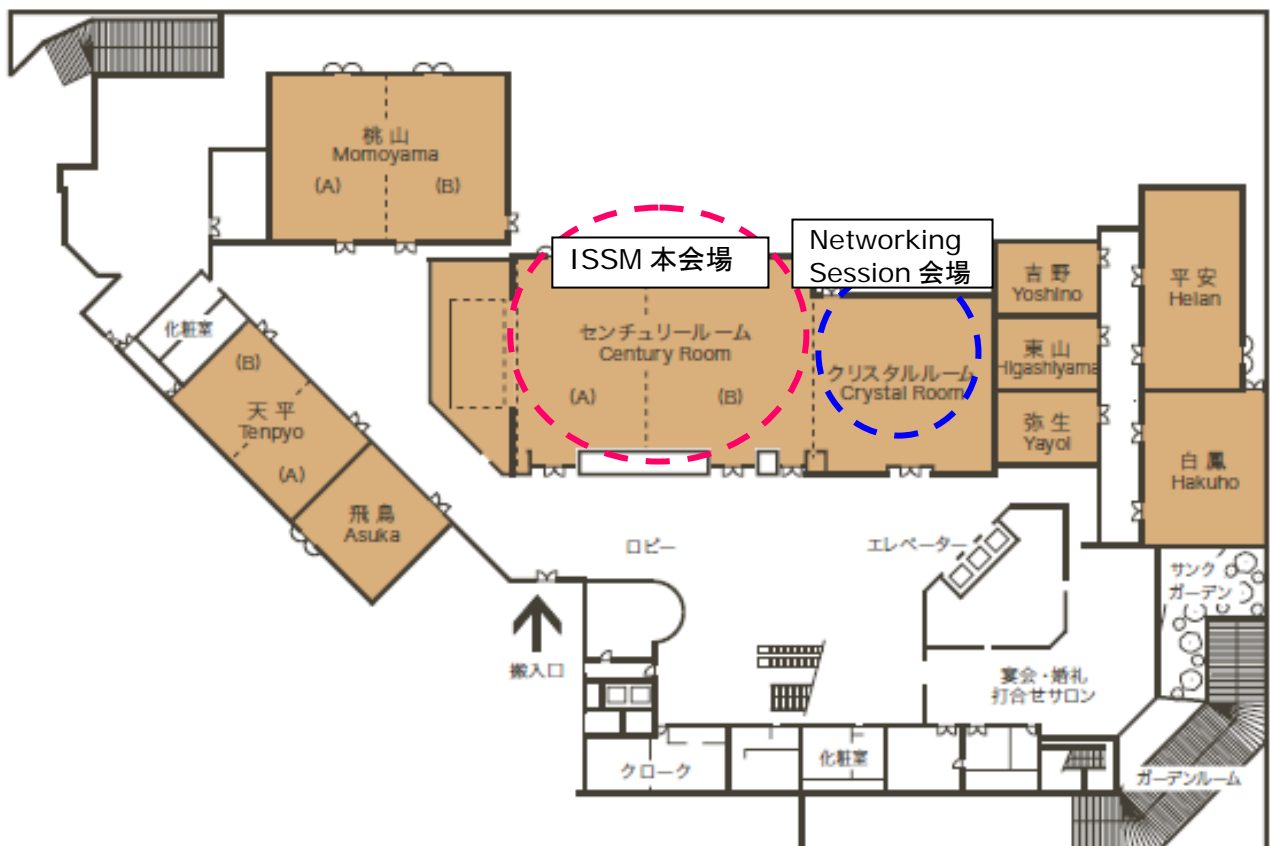 桃山
Momoyama
(A)
(B)
ISSM 本会場
Networking
Session 会場
センチュリールーム
Century Room
(A)
(B)
クリスタルルーム
Crystal Room
吉野
Yoshino
東山
Higashiyama
弥生
Yayoi
平安
Heian
白鳳
Hakuho
化粧室
(B)
天平
Tenpyo
(A)
飛鳥
Asuka
ロビー
エレベーター
サンク
ガーデン
搬入口
宴会・婚礼
打合せサロン
クローク
化粧室
ガーデンルーム